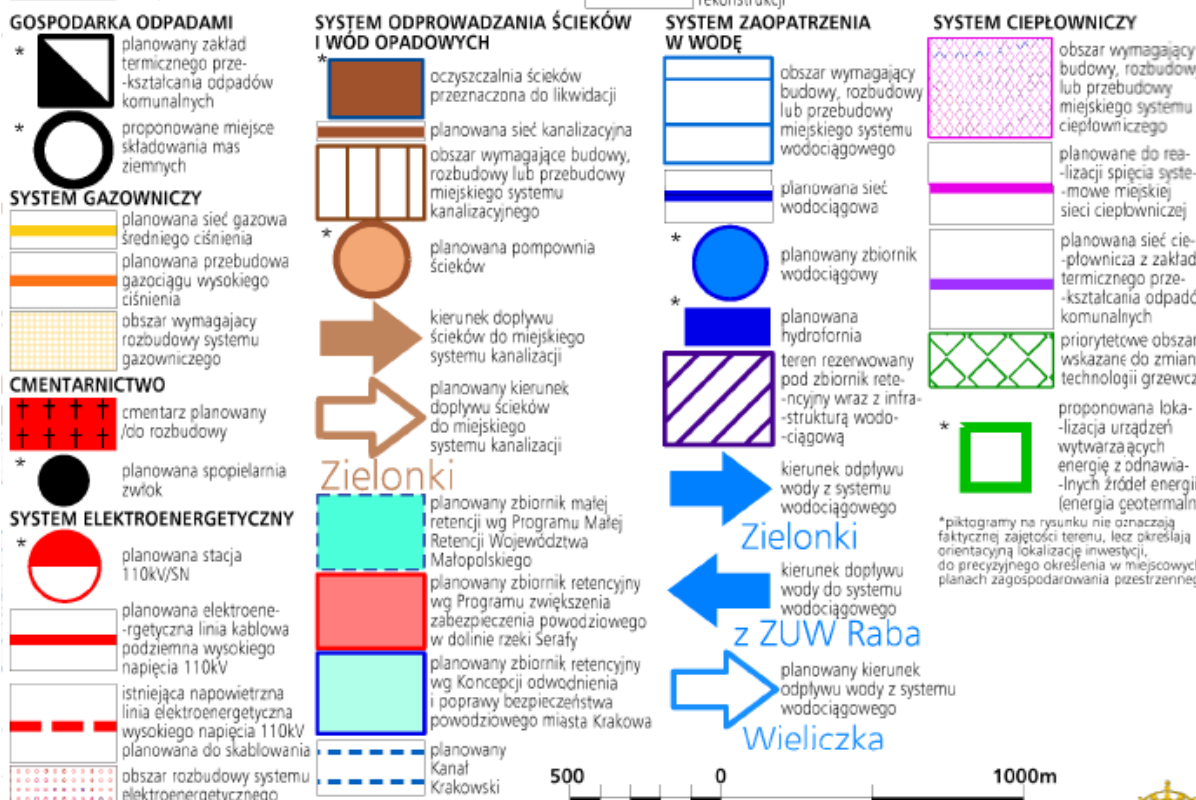 rekonstrukcji
GOSPODARKA ODPADAMI
*
planowany zakład
termicznego prze-
-kształcania odpadów
komunalnych
*
proponowane miejsce
składowania mas
ziemnych
SYSTEM GAZOWNICZY
planowana sieć gazowa
średniego ciśnienia
planowana przebudowa
gazociągu wysokiego
ciśnienia
obszar wymagajacy
rozbudowy systemu
gazowniczego
CMENTARNICTWO
cmentarz planowany
/do rozbudowy
*
planowana spopielarnia
zwłok
SYSTEM ELEKTROENERGETYCZNY
*
planowana stacja
110kV/SN
planowana elektroene-
-rgetyczna linia kablowa
podziemna wysokiego
napięcia 110kV
istniejąca napowietrzna
linia elektroenergetyczna
wysokiego napięcia 110kV
planowana do skablowania
obszar rozbudowy systemu
elektroenergetycznego
SYSTEM ODPROWADZANIA ŚCIEKÓW
I WÓD OPADOWYCH
*
oczyszczalnia ścieków
przeznaczona do likwidacji
planowana sieć kanalizacyjna
obszar wymagające budowy,
rozbudowy lub przebudowy
miejskiego systemu
kanalizacyjnego
*
planowana pompownia
ścieków
kierunek dopływu
ścieków do miejskiego
systemu kanalizacji
planowany kierunek
dopływu ścieków
do miejskiego
systemu kanalizacji
Zielonki
planowany zbiornik małej
retencji wg Programu Małej
Retencji Województwa
Małopolskiego
planowany zbiornik retencyjny
wg Programu zwiększenia
zabezpieczenia powodziowego
w dolinie rzeki Serafy
planowany zbiornik retencyjny
wg Koncepcji odwodnienia
i poprawy bezpieczeństwa
powodziowego miasta Krakowa
planowany
Kanał
Krakowski
SYSTEM ZAOPATRZENIA
W WODĘ
obszar wymagający
budowy, rozbudowy
lub przebudowy
miejskiego systemu
wodociągowego
planowana sieć
wodociągowa
*
planowany zbiornik
wodociągowy
*
planowana
hydrofornia
teren rezerwowany
pod zbiornik rete-
-ncyjny wraz z infra-
-strukturą wodo-
-ciągową
kierunek odpływu
wody z systemu
wodociągowego
Zielonki
kierunek dopływu
wody do systemu
wodociągowego
z ZUW Raba
planowany kierunek
odpływu wody z systemu
wodociągowego
Wieliczka
SYSTEM CIEPŁOWNICZY
obszar wymagający
budowy, rozbudow
lub przebudowy
miejskiego systemu
ciepłowniczego
planowane do rea-
-lizacji spięcia syste-
-mowe miejskiej
sieci ciepłowniczej
planowana sieć cie-
-płownicza z zakład
termicznego prze-
-kształcania odpadó
komunalnych
priorytetowe obszar
wskazane do zmian
technologii grzewcz
*
proponowana loka-
-lizacja urządzeń
wytwarzaących
energię z odnawia-
-lnych źródeł energii
(energia geotermaln
*piktogramy na rysunku nie oznaczają
faktycznej zajętości terenu, lecz określają
orientacyjną lokalizację inwestycji,
do precyzyjnego określenia w miejscowych
planach zagospodarowania przestrzenneg
500 0 1000m